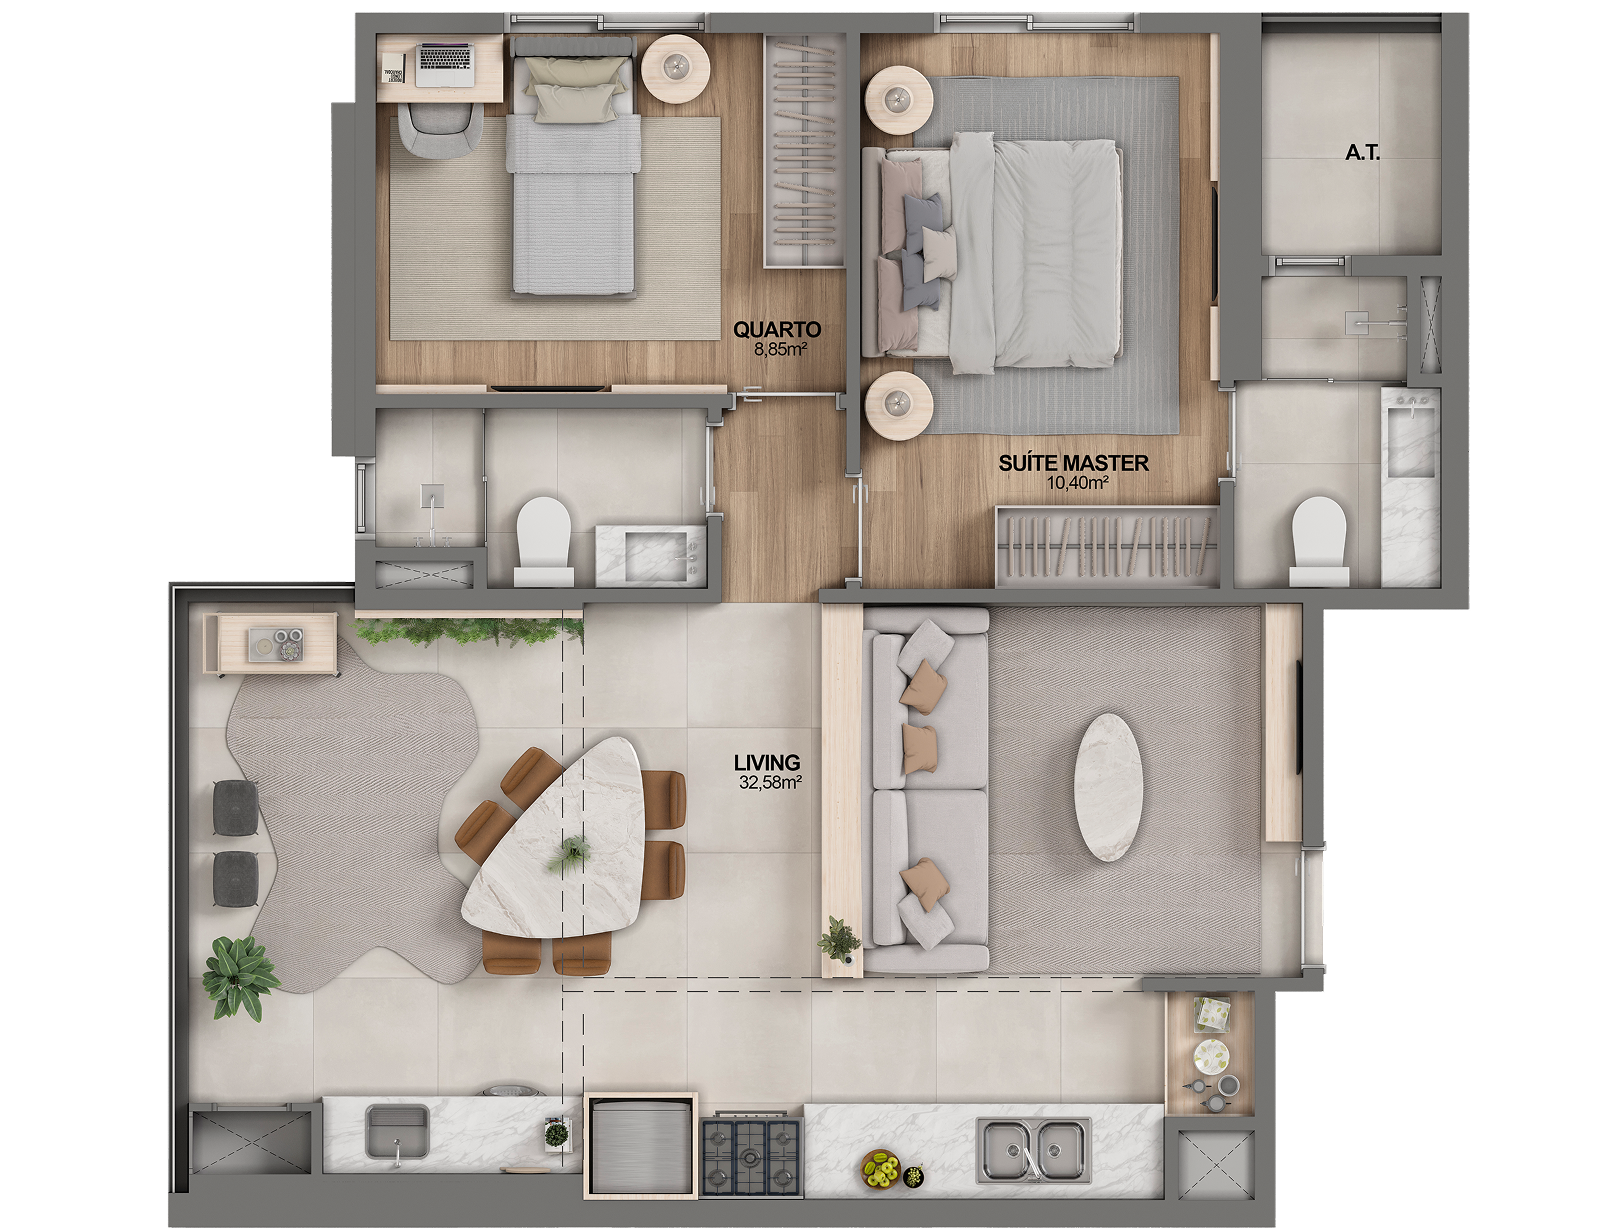 A.T.
QUARTO
8,85m²
SUÍTE MASTER
10,40m²
LIVING
32,58m²